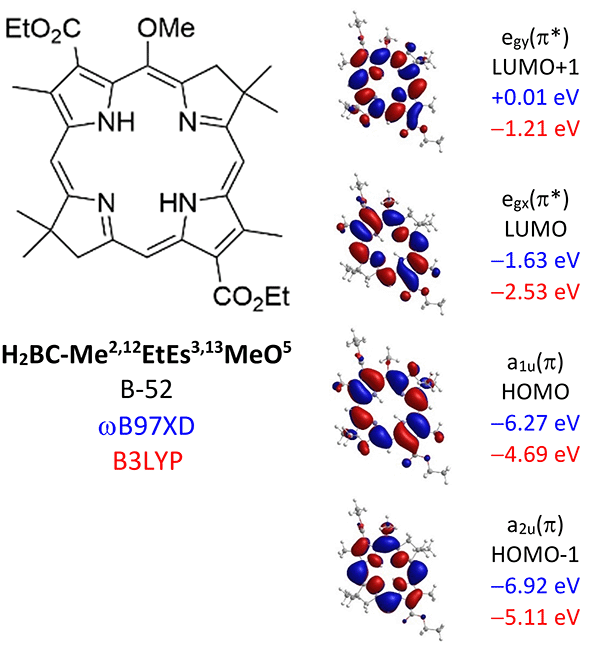 EtO₂C
OMe
NH
N
N
HN
CO₂Et
H₂BC-Me²,¹²EtEs³,¹³MeO⁵
B-52
ωB97XD
B3LYP
egy(π*)
LUMO+1
+0.01 eV
−1.21 eV
egx(π*)
LUMO
−1.63 eV
−2.53 eV
a₁ᵤ(π)
HOMO
−6.27 eV
−4.69 eV
a₂ᵤ(π)
HOMO-1
−6.92 eV
−5.11 eV